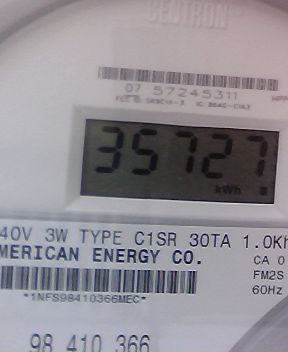 CENTRON
07 57245311
35727
kWh
40V 3W TYPE C1SR 30TA 1.0Kh
MERICAN ENERGY CO.
CA 0
FM2S
*1NFS98410366MEC*
60Hz
98 410 366